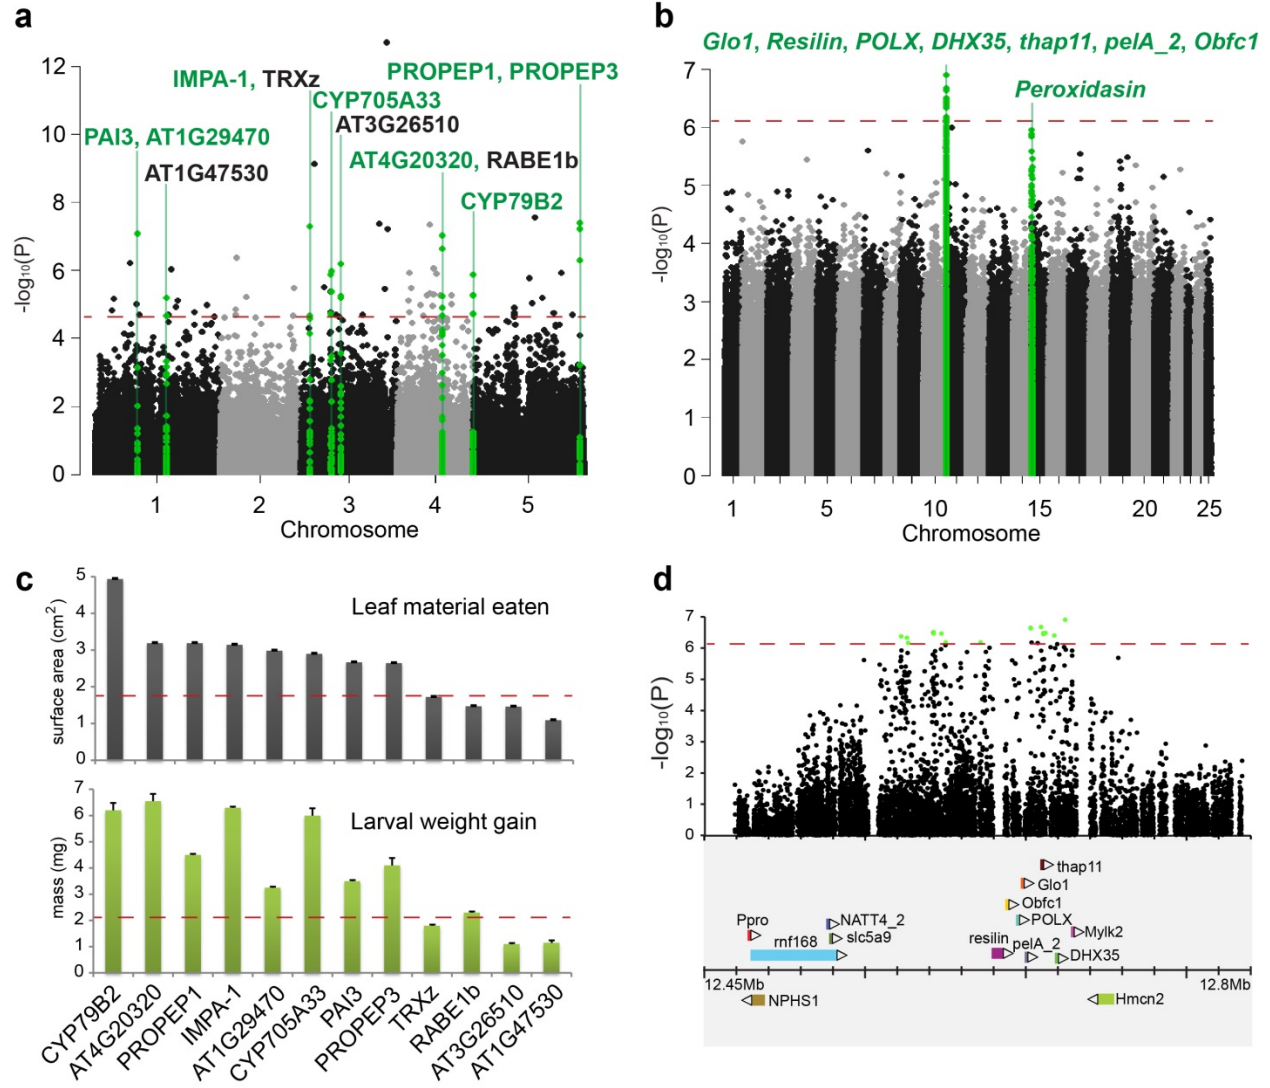 a
IMPA-1, TRXz
PROPEP1, PROPEP3
CYP705A33
AT3G26510
PAI3, AT1G29470
AT1G47530
AT4G20320, RABE1b
CYP79B2
12
10
8
6
4
2
0
-log10(P)
1 2 3 4 5
Chromosome
b
Glo1, Resilin, POLX, DHX35, thap11, pelA_2, Obfc1
Peroxidasin
7
6
5
4
3
2
1
0
-log10(P)
1 5 10 15 20 25
Chromosome
c
Leaf material eaten
surface area (cm2)
5
4
3
2
1
0
Larval weight gain
mass (mg)
7
6
5
4
3
2
1
0
CYP79B2
AT4G20320
PROPEP1
IMPA-1
AT1G29470
CYP705A33
PAI3
PROPEP3
TRXz
RABE1b
AT3G26510
AT1G47530
d
7
6
5
4
3
2
1
0
-log10(P)
thap11
Glo1
Obfc1
Ppro
NATT4_2
POLX
rnf168
slc5a9
resilin
pelA_2
Mylk2
DHX35
12.45Mb
12.8Mb
NPHS1
Hmcn2